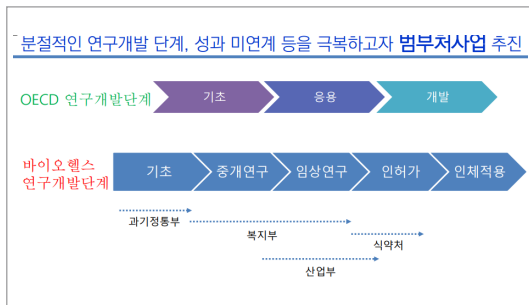 분절적인 연구개발 단계, 성과 미연계 등을 극복하고자 범부처사업 추진
OECD 연구개발단계
기초
응용
개발
바이오헬스
연구개발단계
기초
중개연구
임상연구
인허가
인체적용
과기정통부
복지부
식약처
산업부